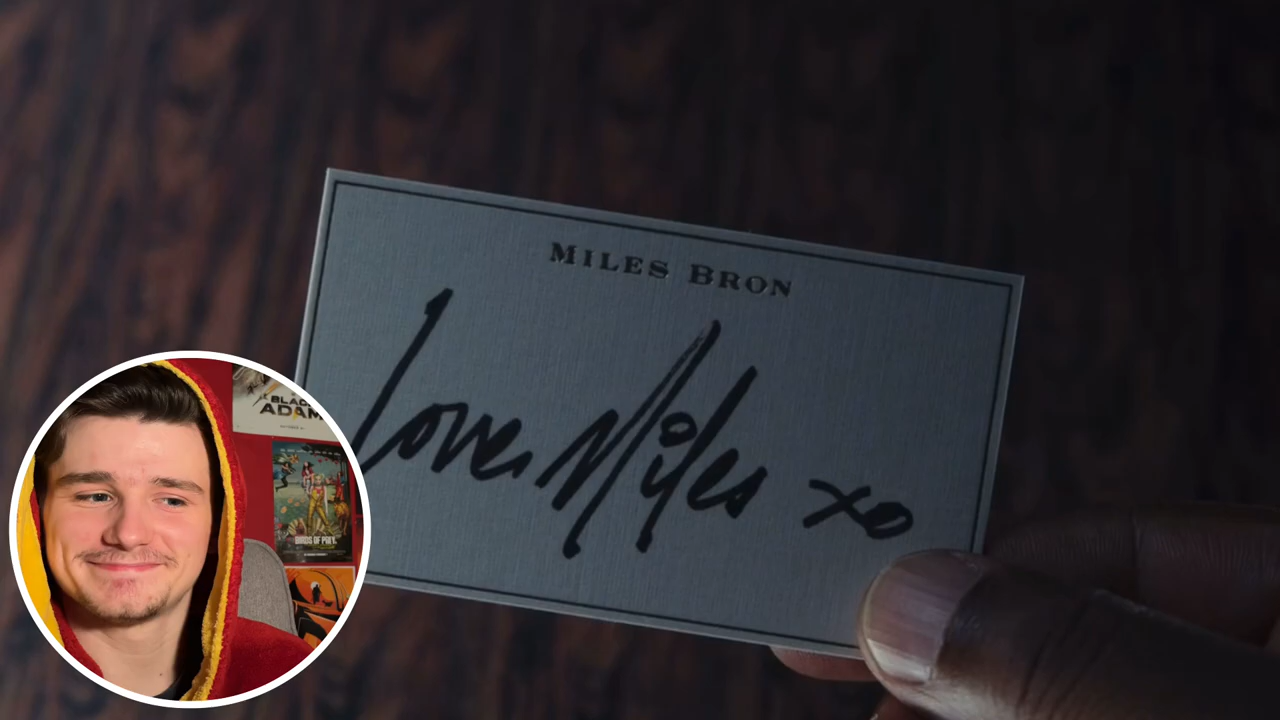 MILES BRON
Love, Miles xo
BLACK
ADAM
BIRDS OF PREY